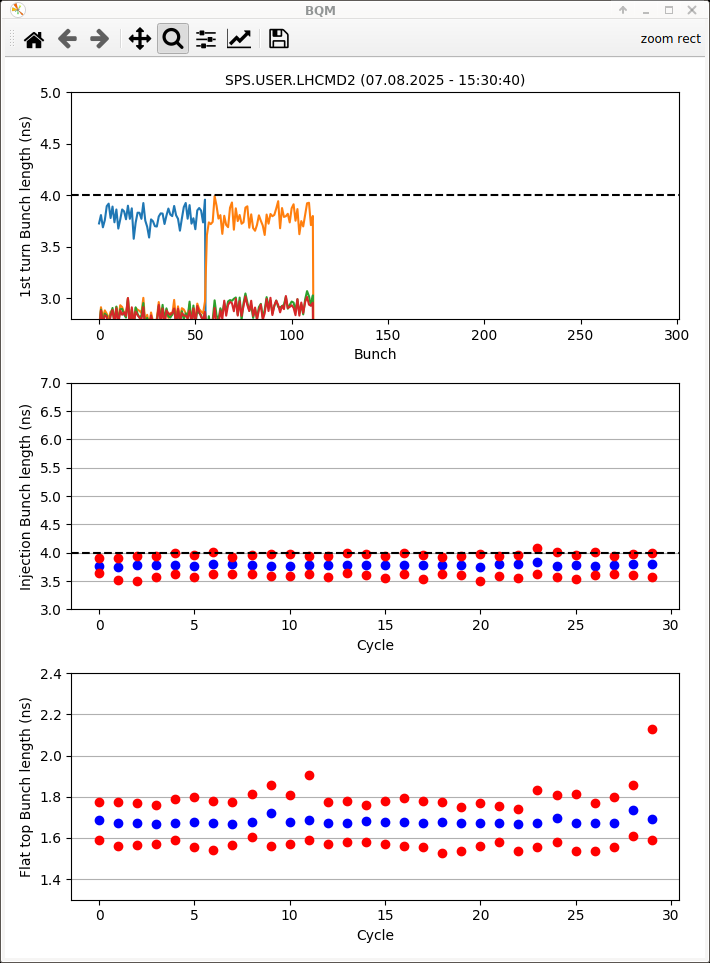 BQM
zoom rect
SPS.USER.LHCMD2 (07.08.2025 - 15:30:40)
1st turn Bunch length (ns)
5.0
4.5
4.0
3.5
3.0
0 50 100 150 200 250 300
Bunch
Injection Bunch length (ns)
7.0
6.5
6.0
5.5
5.0
4.5
4.0
3.5
3.0
0 5 10 15 20 25 30
Cycle
Flat top Bunch length (ns)
2.4
2.2
2.0
1.8
1.6
1.4
0 5 10 15 20 25 30
Cycle